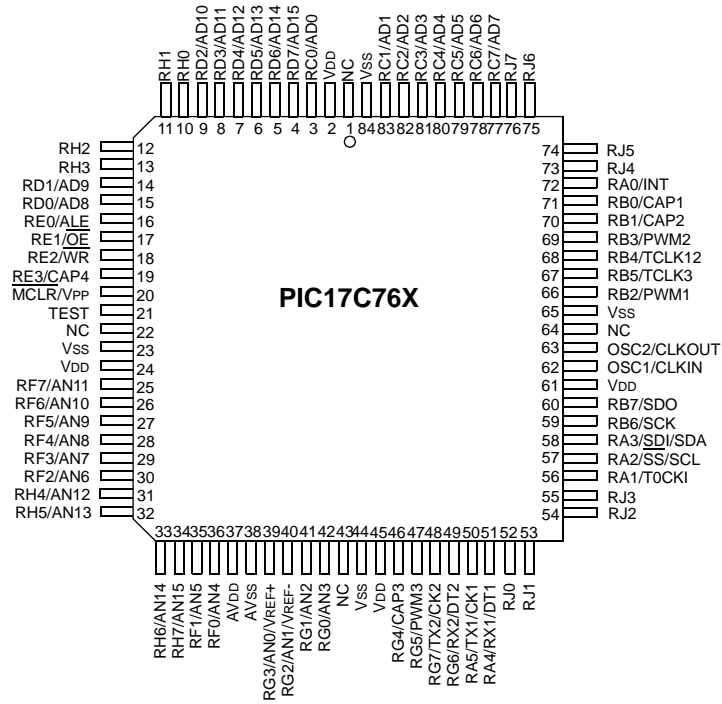 RH1
RH0
RD2/AD10
RD3/AD11
RD4/AD12
RD5/AD13
RD6/AD14
RD7/AD15
RC0/AD0
VDD
NC
VSS
RC1/AD1
RC2/AD2
RC3/AD3
RC4/AD4
RC5/AD5
RC6/AD6
RC7/AD7
RJ7
RJ6
11 10 9 8 7 6 5 4 3 2 1 84 83 82 81 80 79 78 77 76 75
RH2 12
RH3 13
RD1/AD9 14
RD0/AD8 15
RE0/ALE 16
RE1/OE 17
RE2/WR 18
RE3/CAP4 19
MCLR/VPP 20
TEST 21
NC 22
VSS 23
VDD 24
RF7/AN11 25
RF6/AN10 26
RF5/AN9 27
RF4/AN8 28
RF3/AN7 29
RF2/AN6 30
RH4/AN12 31
RH5/AN13 32
PIC17C76X
74 RJ5
73 RJ4
72 RA0/INT
71 RB0/CAP1
70 RB1/CAP2
69 RB3/PWM2
68 RB4/TCLK12
67 RB5/TCLK3
66 RB2/PWM1
65 VSS
64 NC
63 OSC2/CLKOUT
62 OSC1/CLKIN
61 VDD
60 RB7/SDO
59 RB6/SCK
58 RA3/SDI/SDA
57 RA2/SS/SCL
56 RA1/T0CKI
55 RJ3
54 RJ2
33 34 35 36 37 38 39 40 41 42 43 44 45 46 47 48 49 50 51 52 53
RH6/AN14
RH7/AN15
RF1/AN5
RF0/AN4
AVDD
AVSS
RG3/AN0/VREF+
RG2/AN1/VREF-
RG1/AN2
RG0/AN3
NC
VSS
VDD
RG4/CAP3
RG5/PWM3
RG7/TX2/CK2
RG6/RX2/DT2
RA5/TX1/CK1
RA4/RX1/DT1
RJ0
RJ1